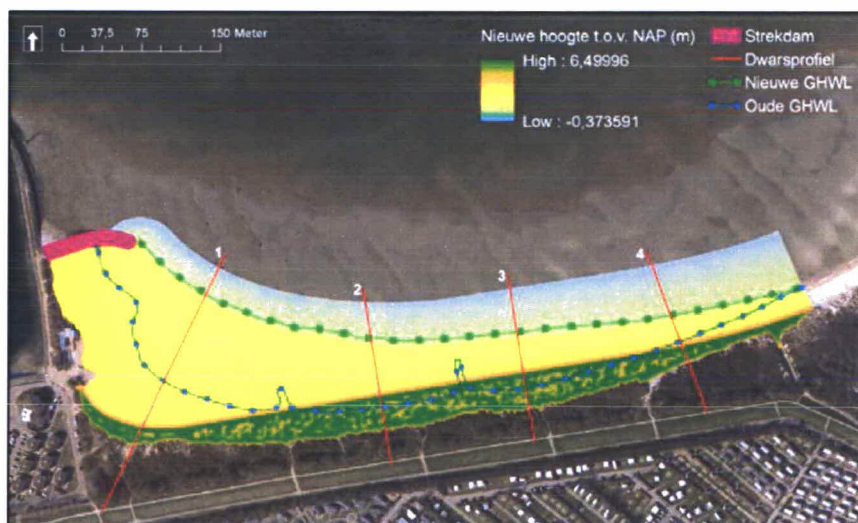 0 37,5 75 150 Meter
Nieuwe hoogte t.o.v. NAP (m)
High : 6,49996
Low : -0,373591
Strekdam
Dwarsprofiel
Nieuwe GHWL
Oude GHWL
1
2
3
4